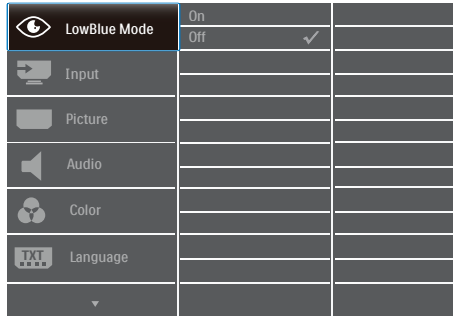 LowBlue Mode
On
Off
Input
Picture
Audio
Color
TXT
Language